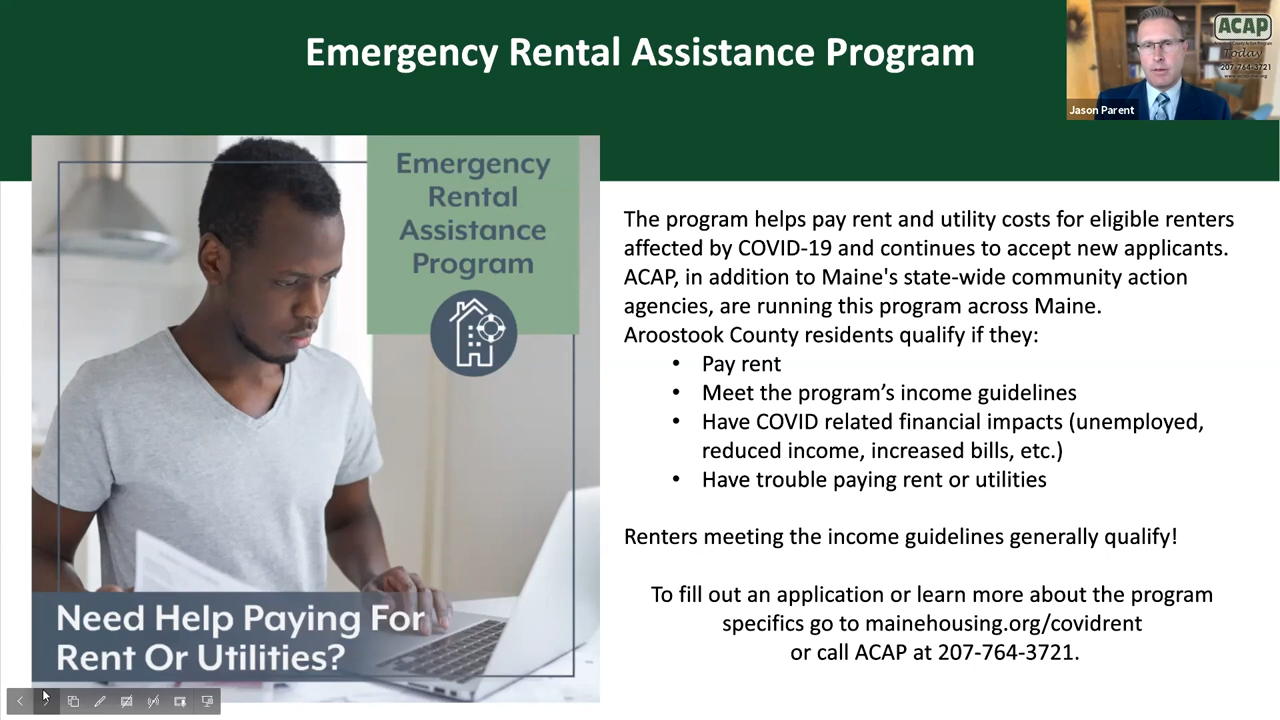 Emergency Rental Assistance Program
ACAP
Today
207-764-3721
Jason Parent
Emergency
Rental
Assistance
Program
Need Help Paying For
Rent Or Utilities?
The program helps pay rent and utility costs for eligible renters
affected by COVID-19 and continues to accept new applicants.
ACAP, in addition to Maine's state-wide community action
agencies, are running this program across Maine.
Aroostook County residents qualify if they:
• Pay rent
• Meet the program’s income guidelines
• Have COVID related financial impacts (unemployed,
reduced income, increased bills, etc.)
• Have trouble paying rent or utilities
Renters meeting the income guidelines generally qualify!
To fill out an application or learn more about the program
specifics go to mainehousing.org/covidrent
or call ACAP at 207-764-3721.